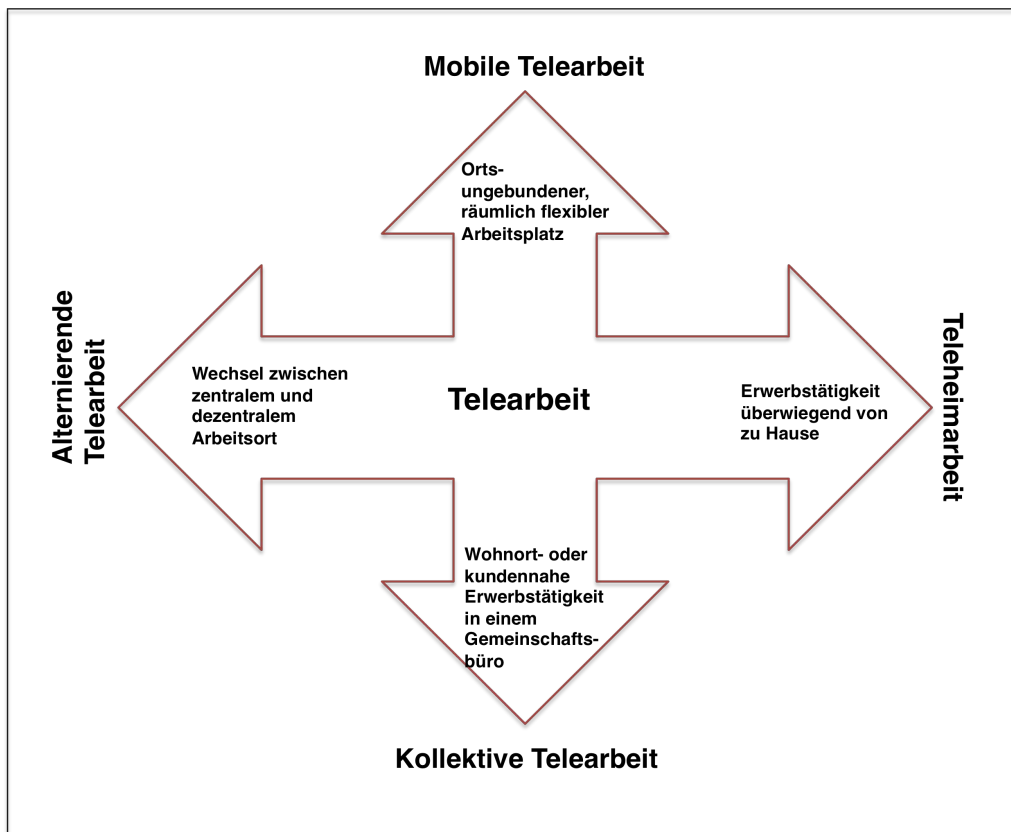 Mobile Telearbeit
Orts-
ungebundener,
räumlich flexibler
Arbeitsplatz
Alternierende
Telearbeit
Wechsel zwischen
zentralem und
dezentralem
Arbeitsort
Telearbeit
Erwerbstätigkeit
überwiegend von
zu Hause
Teleheimarbeit
Wohnort- oder
kundennahe
Erwerbstätigkeit
in einem
Gemeinschafts-
büro
Kollektive Telearbeit